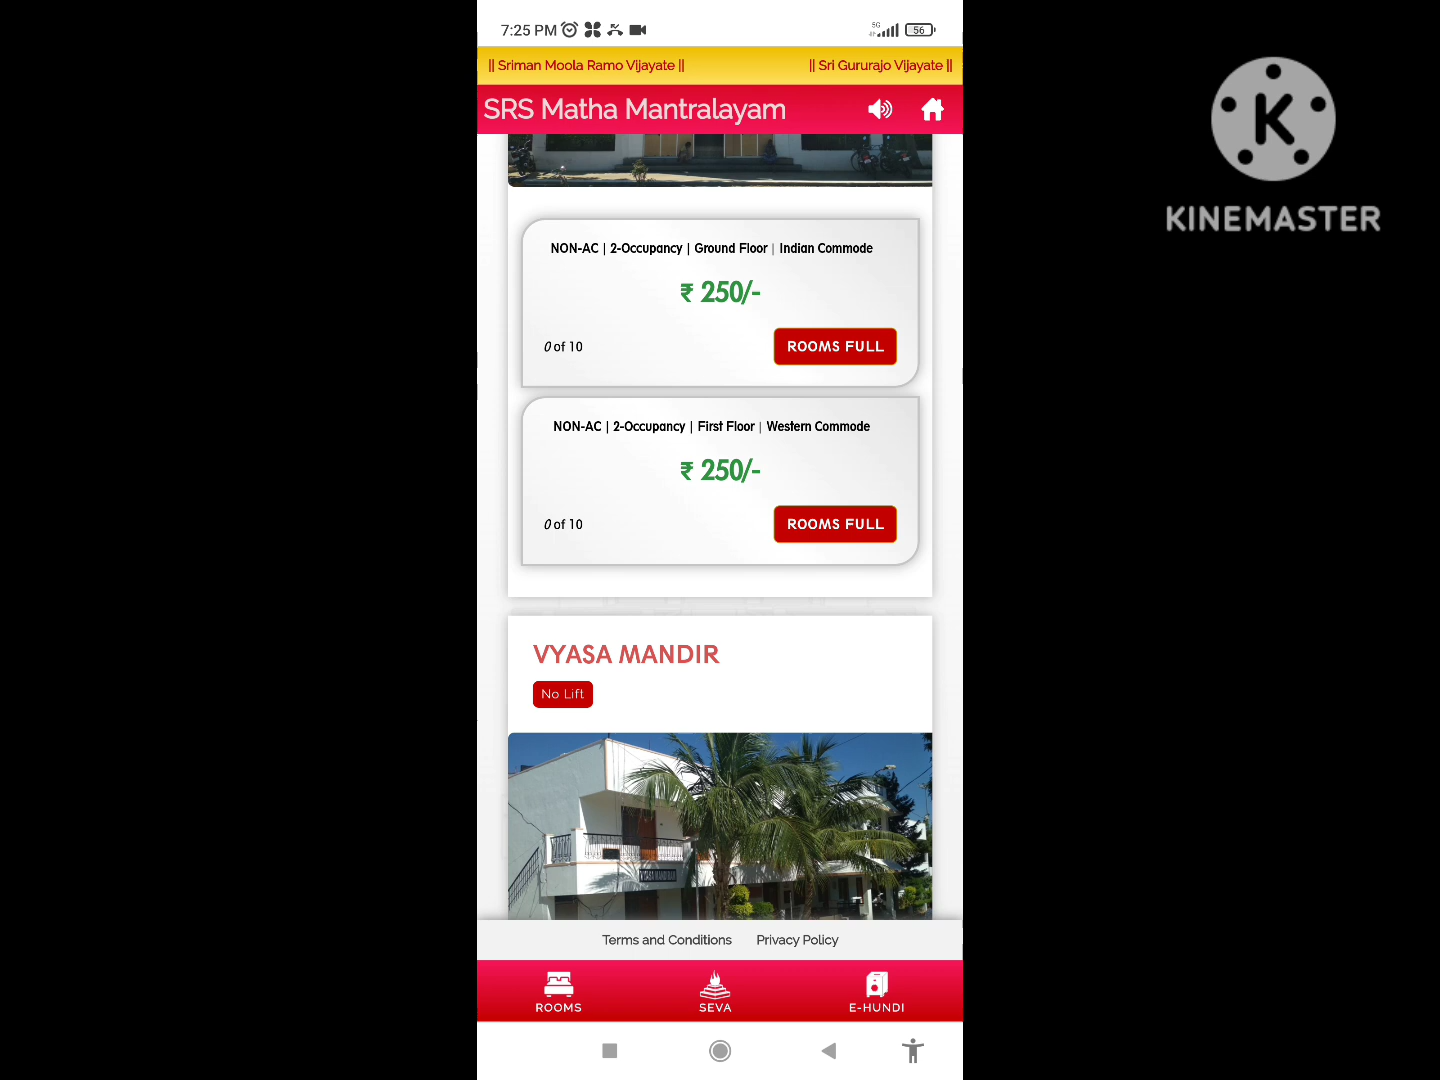 7:25 PM
5G
56
|| Sriman Moola Ramo Vijayate || || Sri Gururajo Vijayate ||
SRS Matha Mantralayam
K
KINEMASTER
NON-AC | 2-Occupancy | Ground Floor | Indian Commode
₹ 250/-
0 of 10 ROOMS FULL
NON-AC | 2-Occupancy | First Floor | Western Commode
₹ 250/-
0 of 10 ROOMS FULL
VYASA MANDIR
No Lift
Terms and Conditions Privacy Policy
ROOMS SEVA E-HUNDI